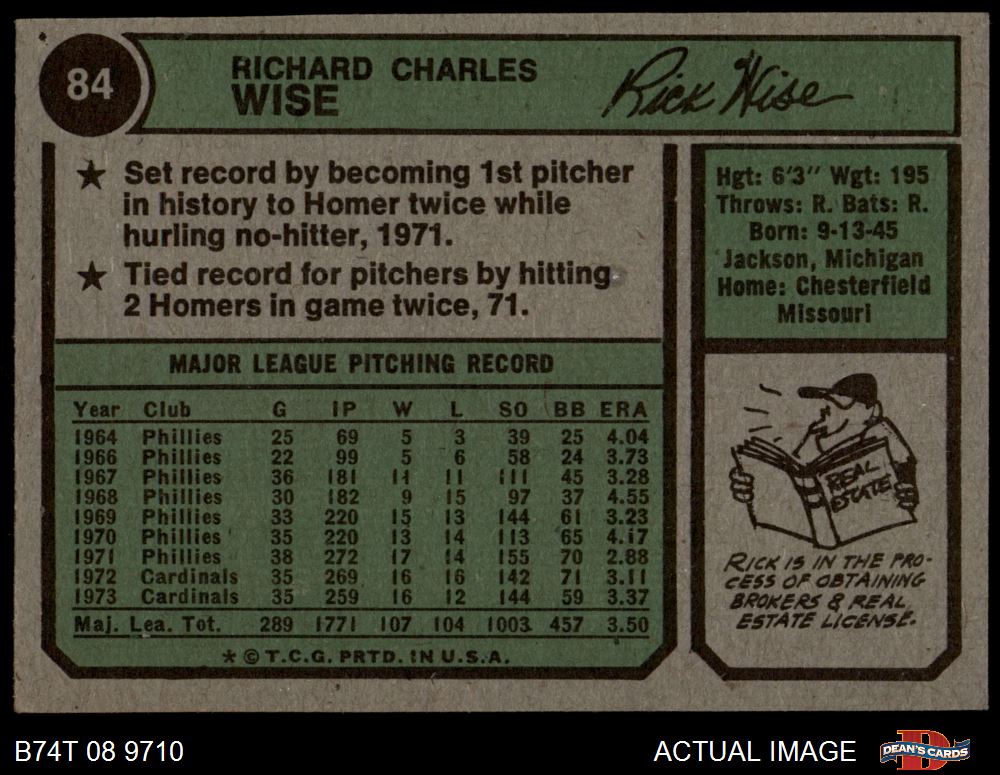 84
RICHARD CHARLES
WISE
Rick Wise
★ Set record by becoming 1st pitcher
in history to Homer twice while
hurling no-hitter, 1971.
★ Tied record for pitchers by hitting
2 Homers in game twice, 71.
Hgt: 6'3" Wgt: 195
Throws: R. Bats: R.
Born: 9-13-45
Jackson, Michigan
Home: Chesterfield
Missouri
MAJOR LEAGUE PITCHING RECORD
Year Club G IP W L SO BB ERA
1964 Phillies 25 69 5 3 39 25 4.04
1966 Phillies 22 99 5 6 58 24 3.73
1967 Phillies 36 181 11 11 111 45 3.28
1968 Phillies 30 182 9 15 97 37 4.55
1969 Phillies 33 220 15 13 144 61 3.23
1970 Phillies 35 220 13 14 113 65 4.17
1971 Phillies 38 272 17 14 155 70 2.88
1972 Cardinals 35 269 16 16 142 71 3.11
1973 Cardinals 35 259 16 12 144 59 3.37
Maj. Lea. Tot. 289 1771 107 104 1003 457 3.50
* © T.C.G. PRTD. IN U.S.A.
REAL
ESTATE
RICK IS IN THE PRO-
CESS OF OBTAINING
BROKERS & REAL
ESTATE LICENSE.
B74T 08 9710
ACTUAL IMAGE
D
DEAN'S CARDS